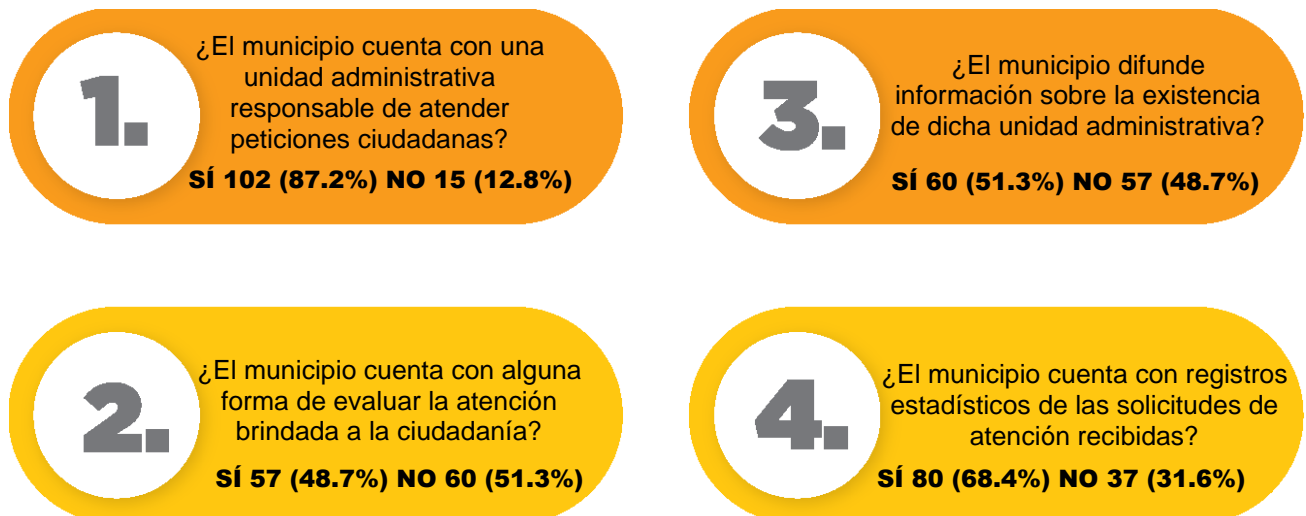 1.
¿El municipio cuenta con una
unidad administrativa
responsable de atender
peticiones ciudadanas?
SÍ 102 (87.2%) NO 15 (12.8%)
2.
¿El municipio cuenta con alguna
forma de evaluar la atención
brindada a la ciudadanía?
SÍ 57 (48.7%) NO 60 (51.3%)
3.
¿El municipio difunde
información sobre la existencia
de dicha unidad administrativa?
SÍ 60 (51.3%) NO 57 (48.7%)
4.
¿El municipio cuenta con registros
estadísticos de las solicitudes de
atención recibidas?
SÍ 80 (68.4%) NO 37 (31.6%)